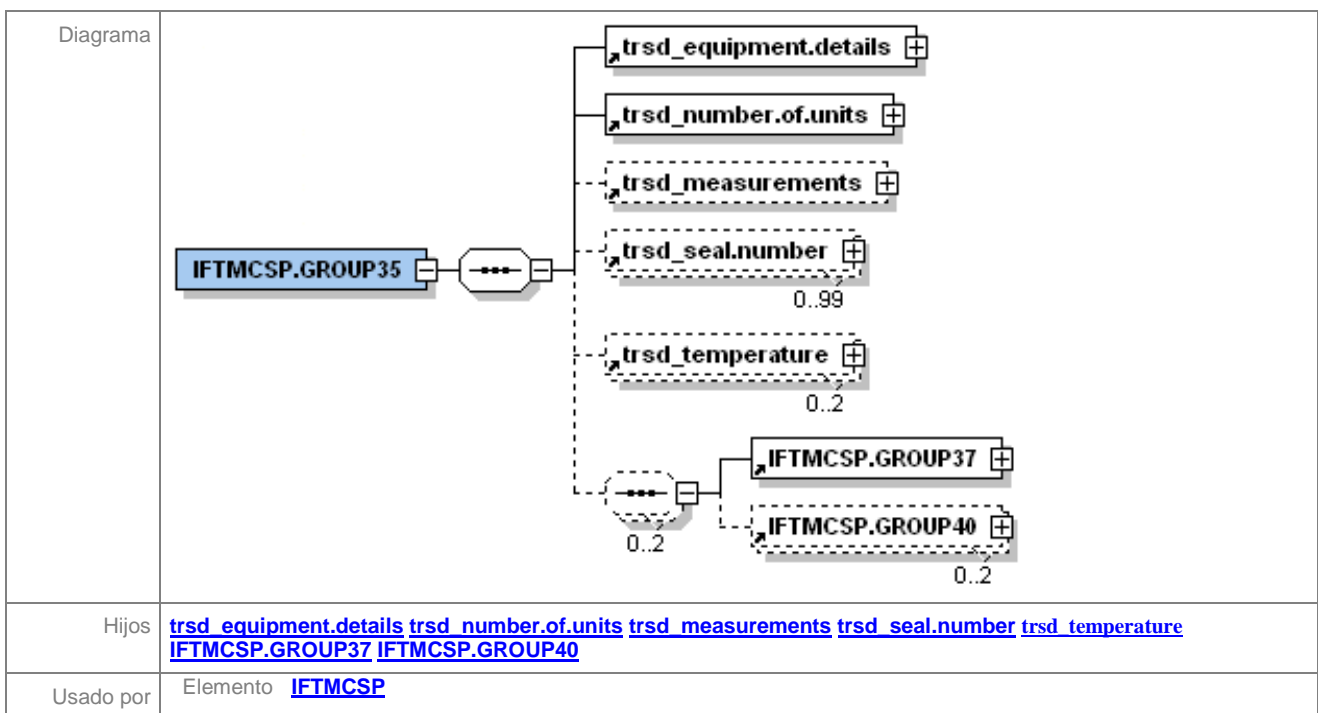 Diagrama
trsd_equipment.details
trsd_number.of.units
trsd_measurements
trsd_seal.number
0..99
IFTMCSP.GROUP35
trsd_temperature
0..2
IFTMCSP.GROUP37
0..2
IFTMCSP.GROUP40
0..2
Hijos
trsd_equipment.details trsd_number.of.units trsd_measurements trsd_seal.number trsd_temperature
IFTMCSP.GROUP37 IFTMCSP.GROUP40
Usado por
Elemento IFTMCSP